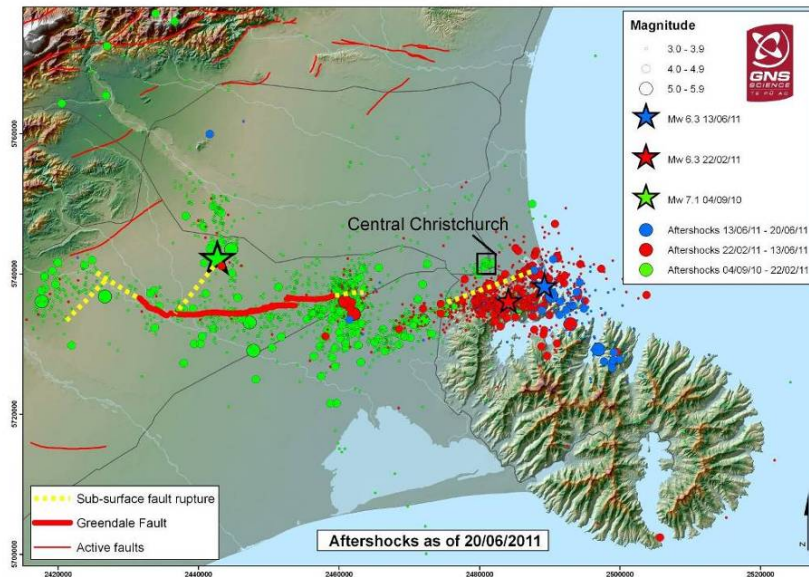 Magnitude
3.0 - 3.9
4.0 - 4.9
5.0 - 5.9
GNS
SCIENCE
TE PŪ AO
Mw 6.3 13/06/11
Mw 6.3 22/02/11
Mw 7.1 04/09/10
Aftershocks 13/06/11 - 20/06/11
Aftershocks 22/02/11 - 13/06/11
Aftershocks 04/09/10 - 22/02/11
Central Christchurch
5760000
5740000
5720000
5700000
Sub-surface fault rupture
Greendale Fault
Active faults
Aftershocks as of 20/06/2011
N
2420000
2440000
2460000
2480000
2500000
2520000